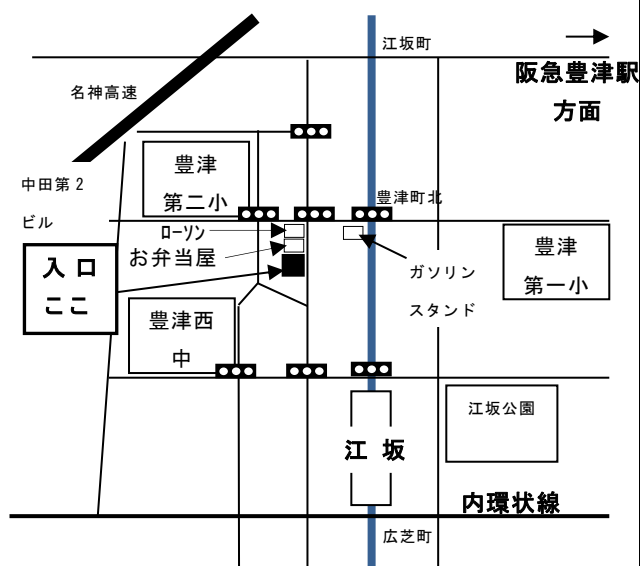 江坂町
阪急豊津駅
方面
名神高速
豊津
第二小
中田第２
ビル
豊津町北
ローソン
お弁当屋
入口
ここ
ガソリン
スタンド
豊津
第一小
豊津西
中
江坂公園
江坂
内環状線
広芝町